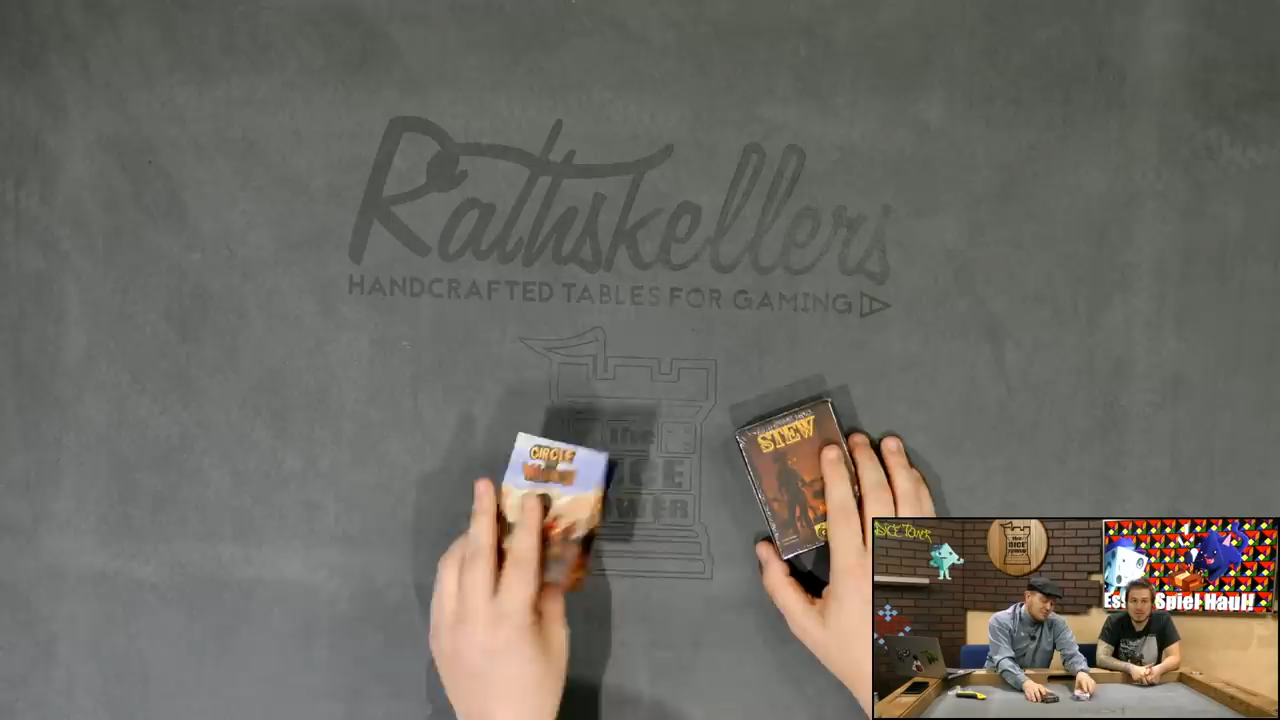 Rathskellers
HANDCRAFTED TABLES FOR GAMING
The
DICE
TOWER
CIRCLE
STEW
DICE TOWER
the
DICE
TOWER
Spiel Haul!